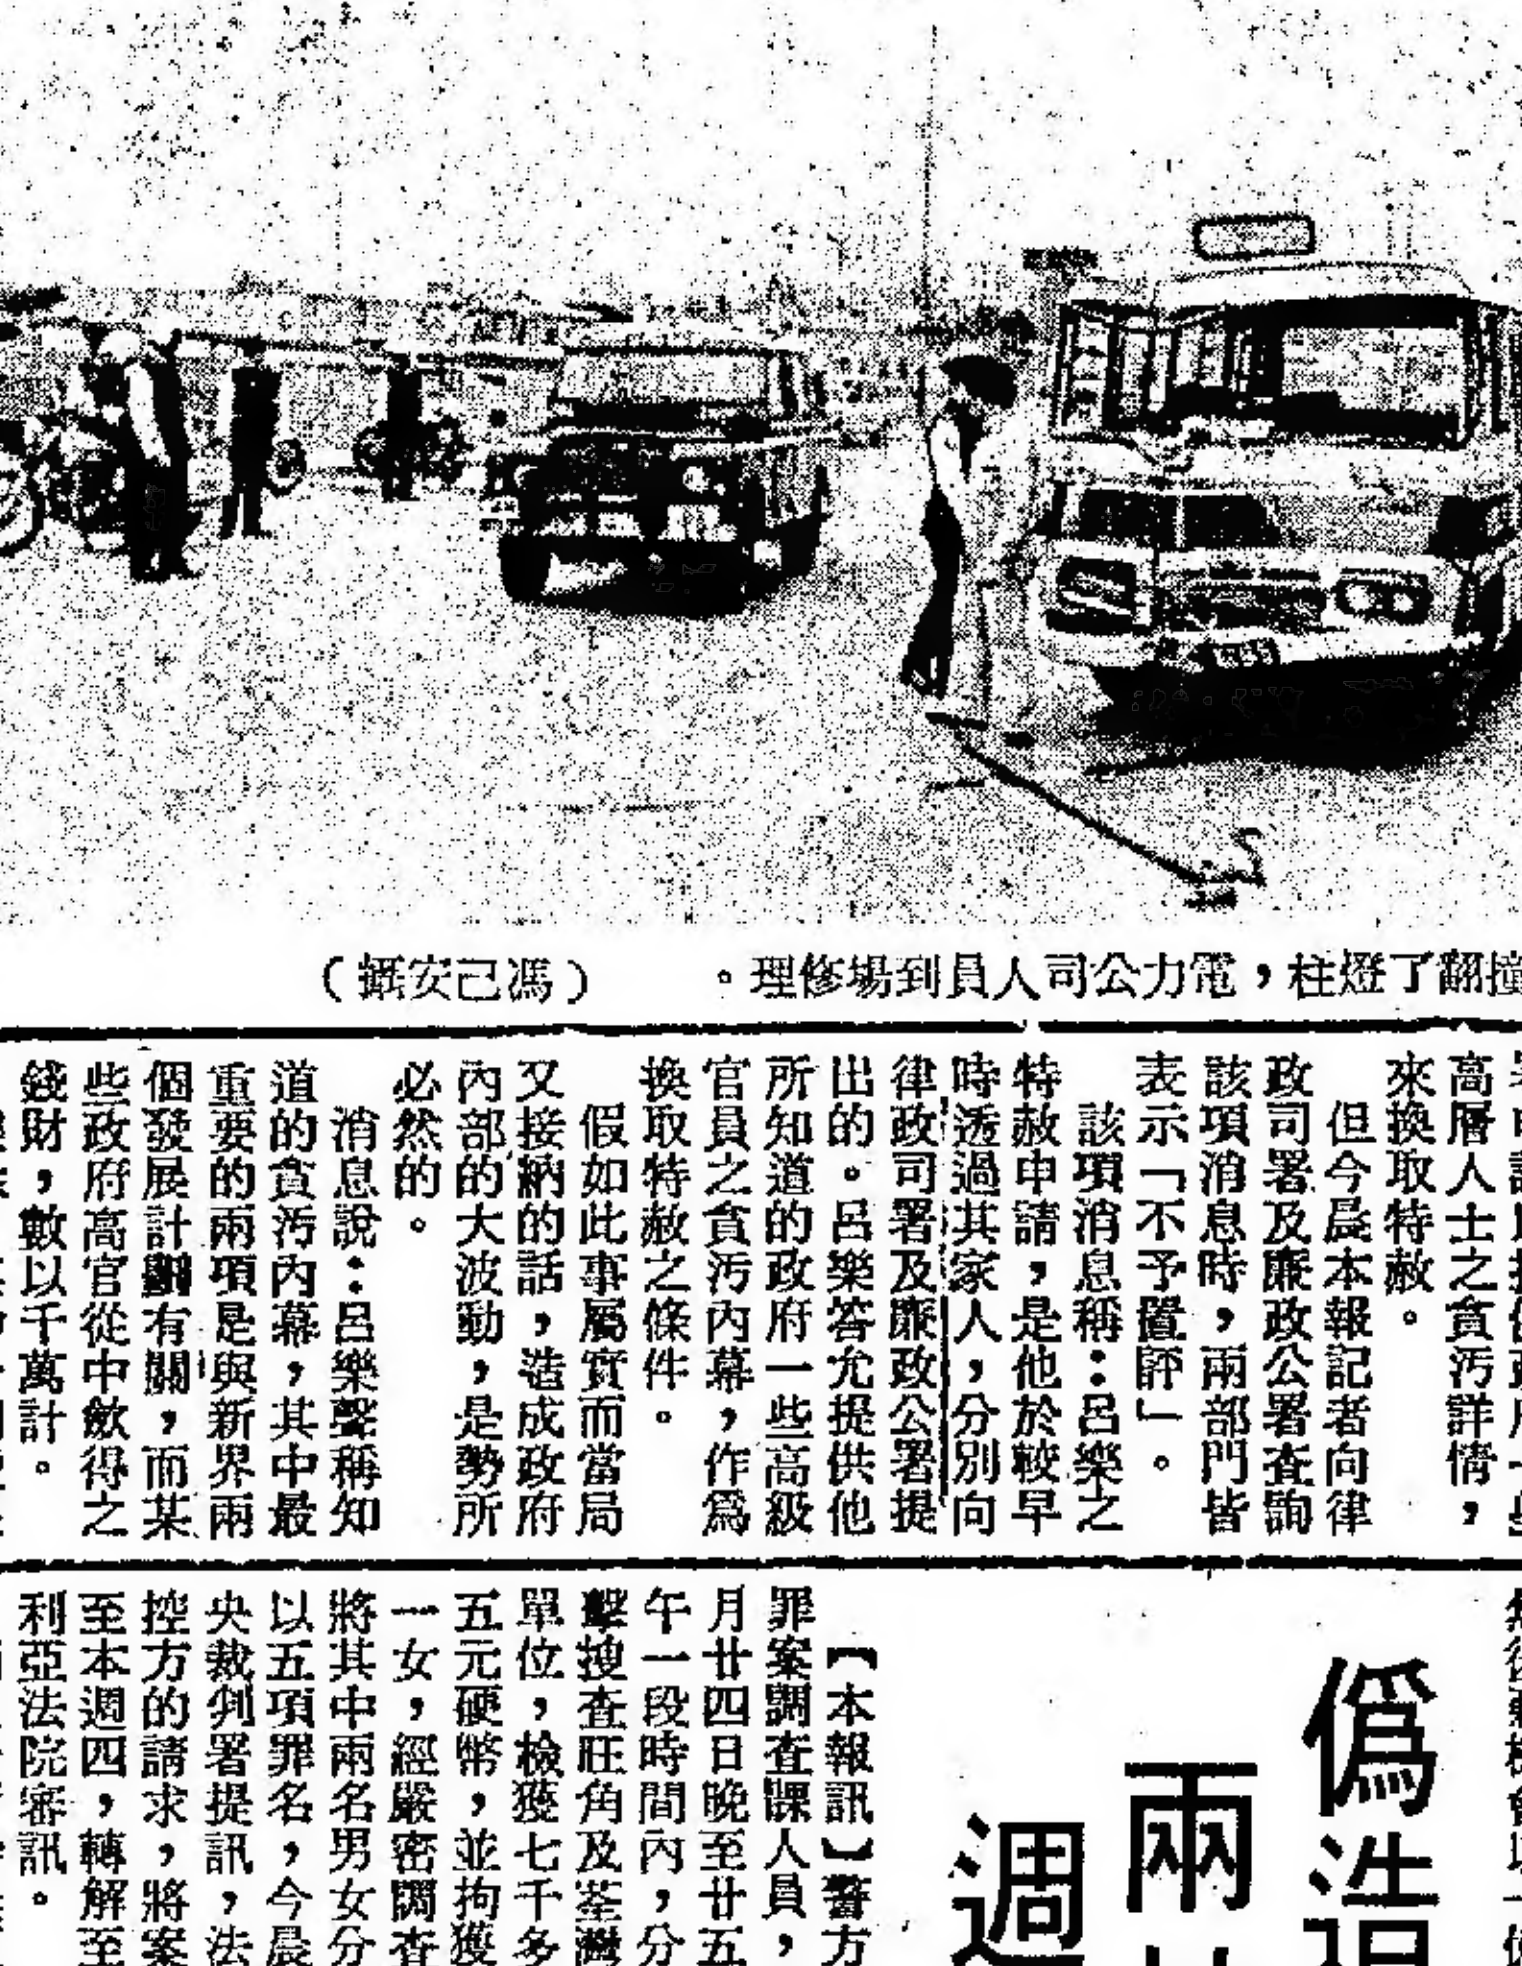 撞翻了燈柱，電力公司人員到場修理。　（馮己安攝）
高層人士之貪污詳情，
來換取特赦。
但今晨本報記者向律
政司署及廉政公署查詢
該項消息時，兩部門皆
表示「不予置評」。
該項消息稱：呂樂之
特赦申請，是他於較早
時透過其家人，分別向
律政司署及廉政公署提
出的。呂樂答允提供他
所知道的政府一些高級
官員之貪污內幕，作爲
換取特赦之條件。
假如此事屬實而當局
又接納的話，造成政府
內部的大波動，是勢所
必然的。
消息說：呂樂聲稱知
道的貪污內幕，其中最
重要的兩項是與新界兩
個發展計劃有關，而某
些政府高官從中歛得之
錢財，數以千萬計。
僞造
兩
週
【本報訊】警方
罪案調查課人員，
月廿四日晚至廿五
午一段時間內，分
擊搜查旺角及荃灣
單位，檢獲七千多
五元硬幣，並拘獲
一女，經嚴密調查
將其中兩名男女分
以五項罪名，今晨
央裁判署提訊，法
控方的請求，將案
至本週四，轉解至
利亞法院審訊。